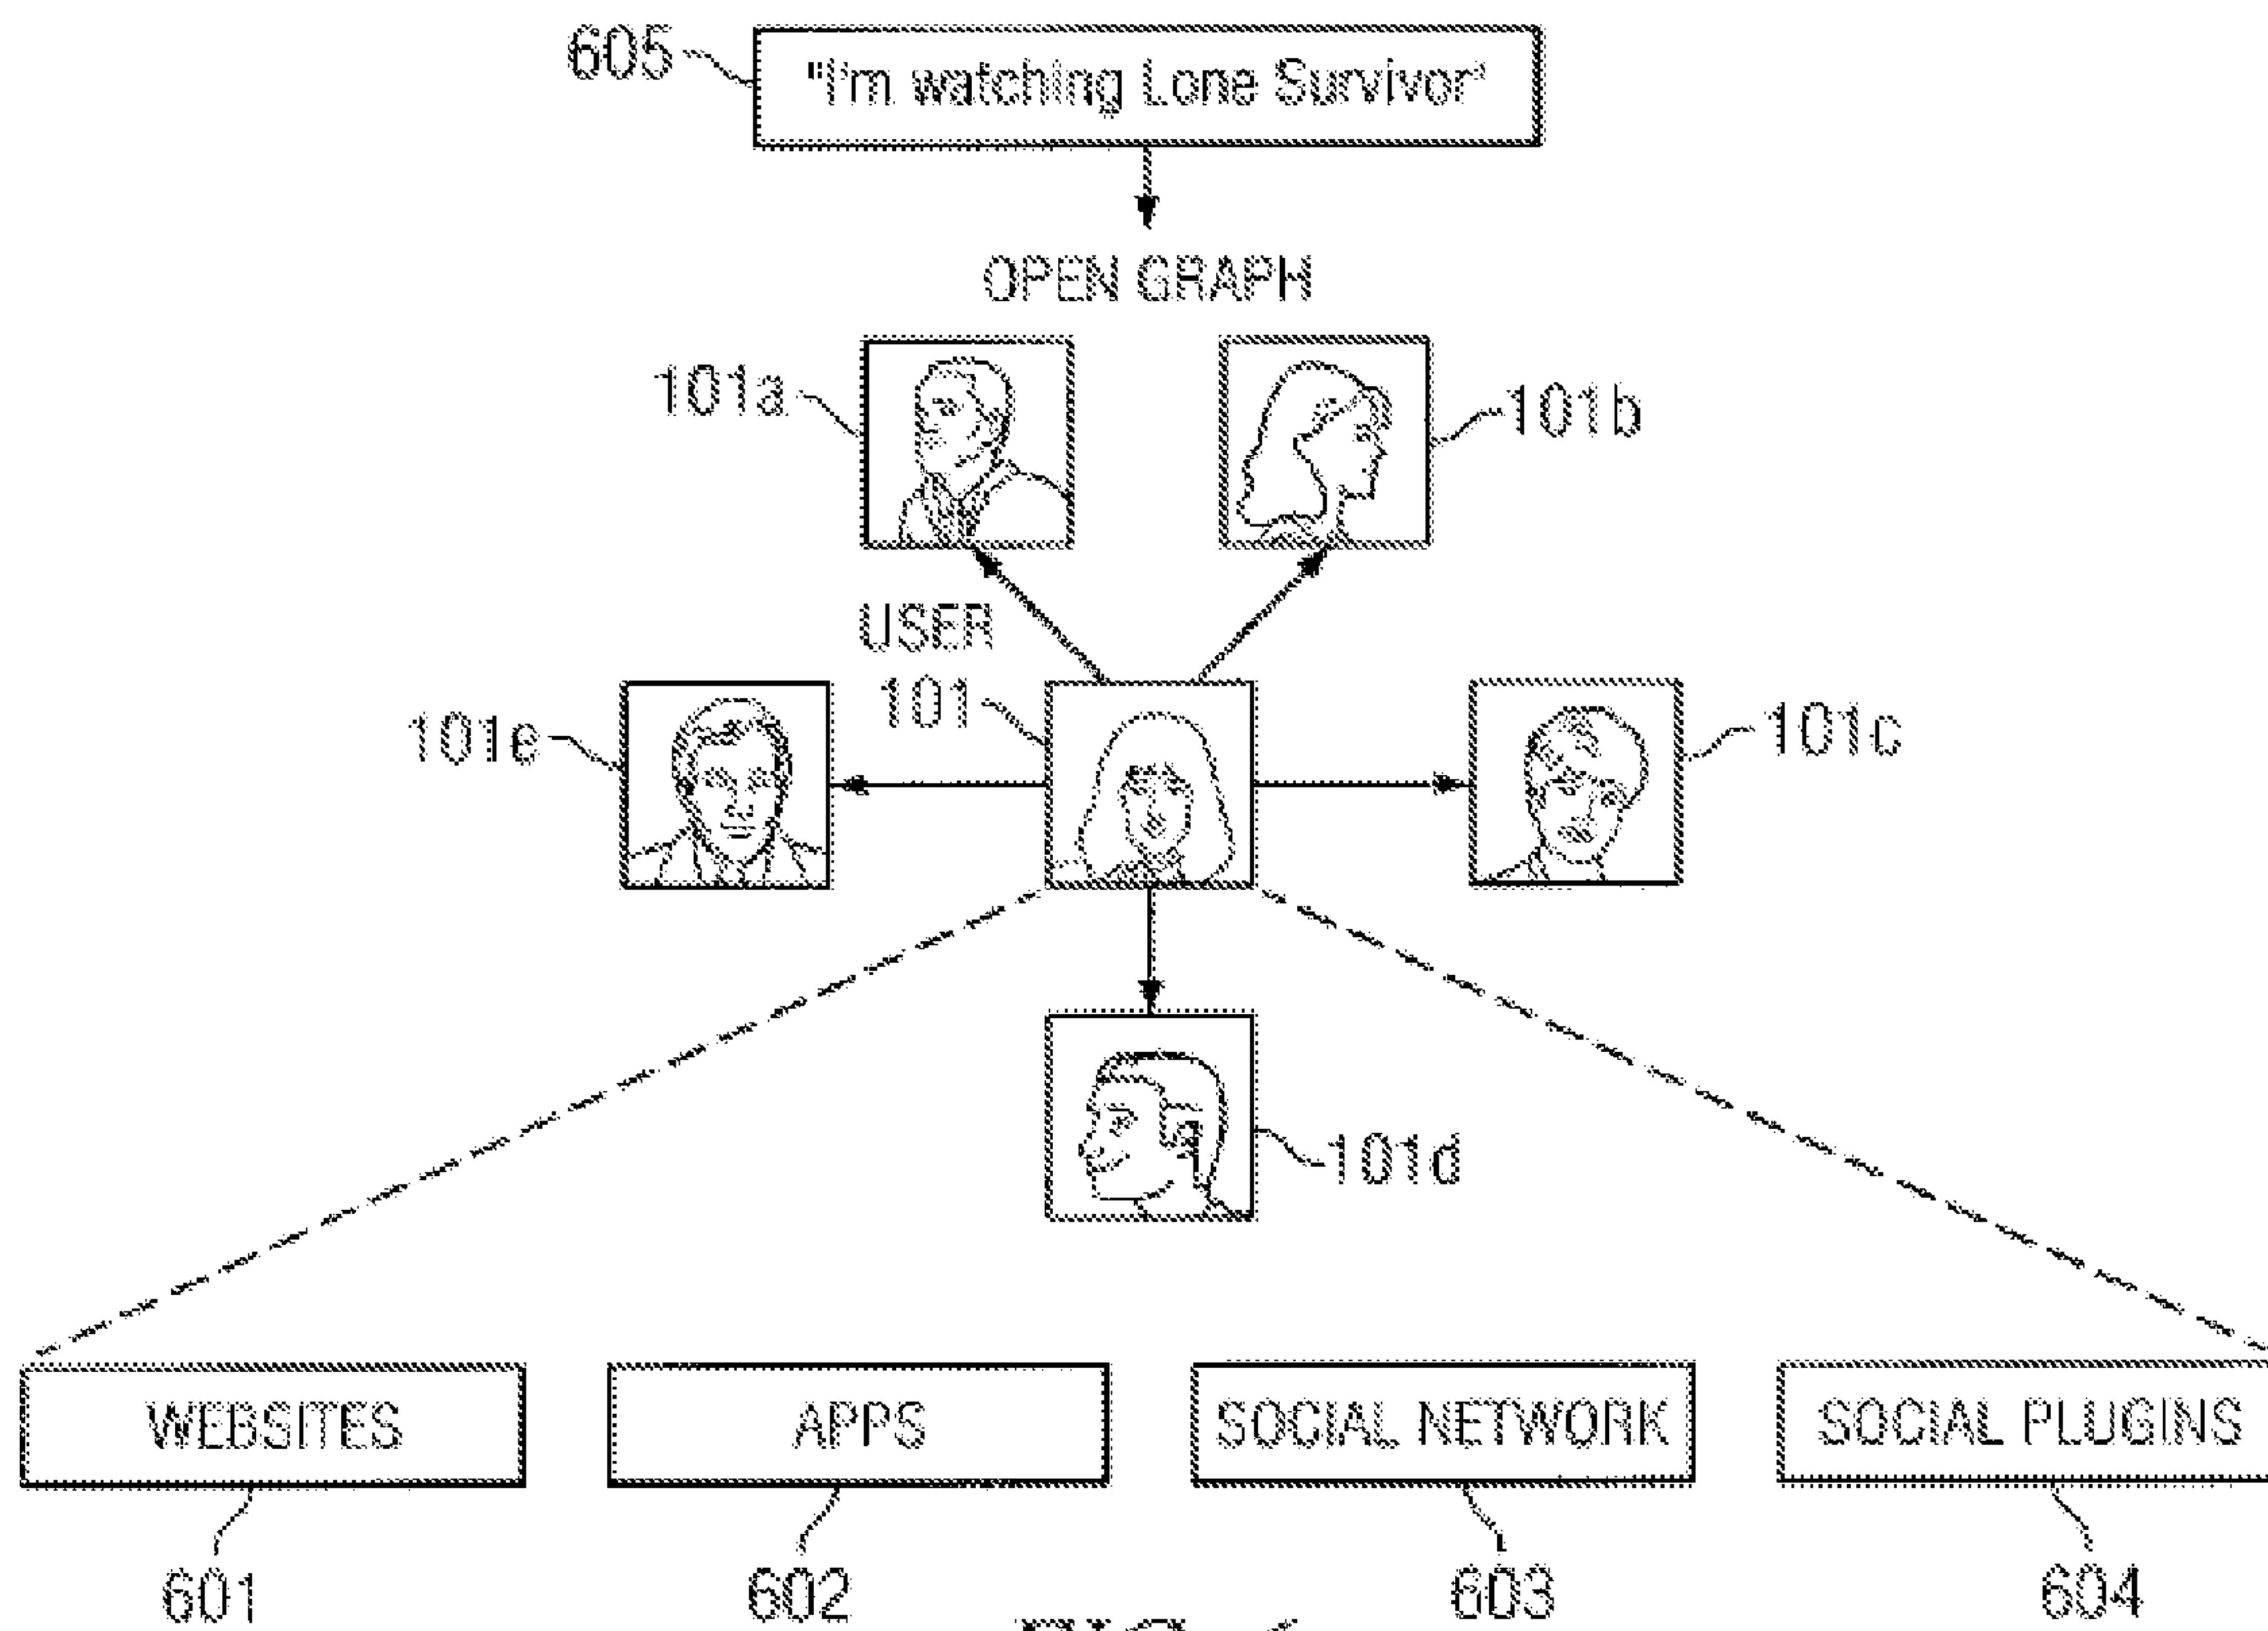 605
"I'm watching Lone Survivor"
OPEN GRAPH
101a
101b
USER
101
101e
101c
101d
WEBSITES
APPS
SOCIAL NETWORK
SOCIAL PLUGINS
601
602
603
604